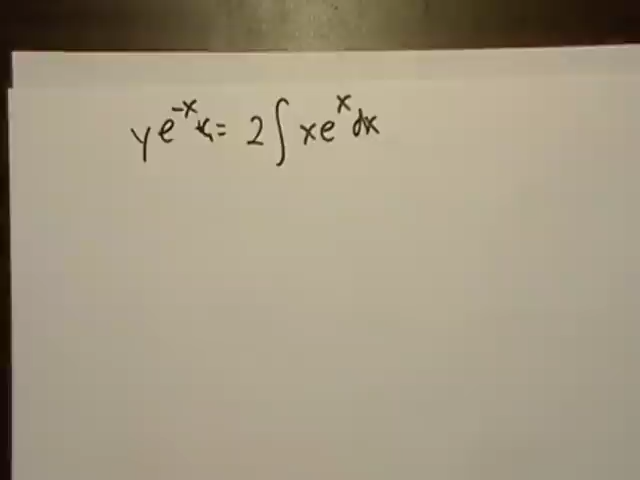 ye^{-x} x = 2∫xe^x dx